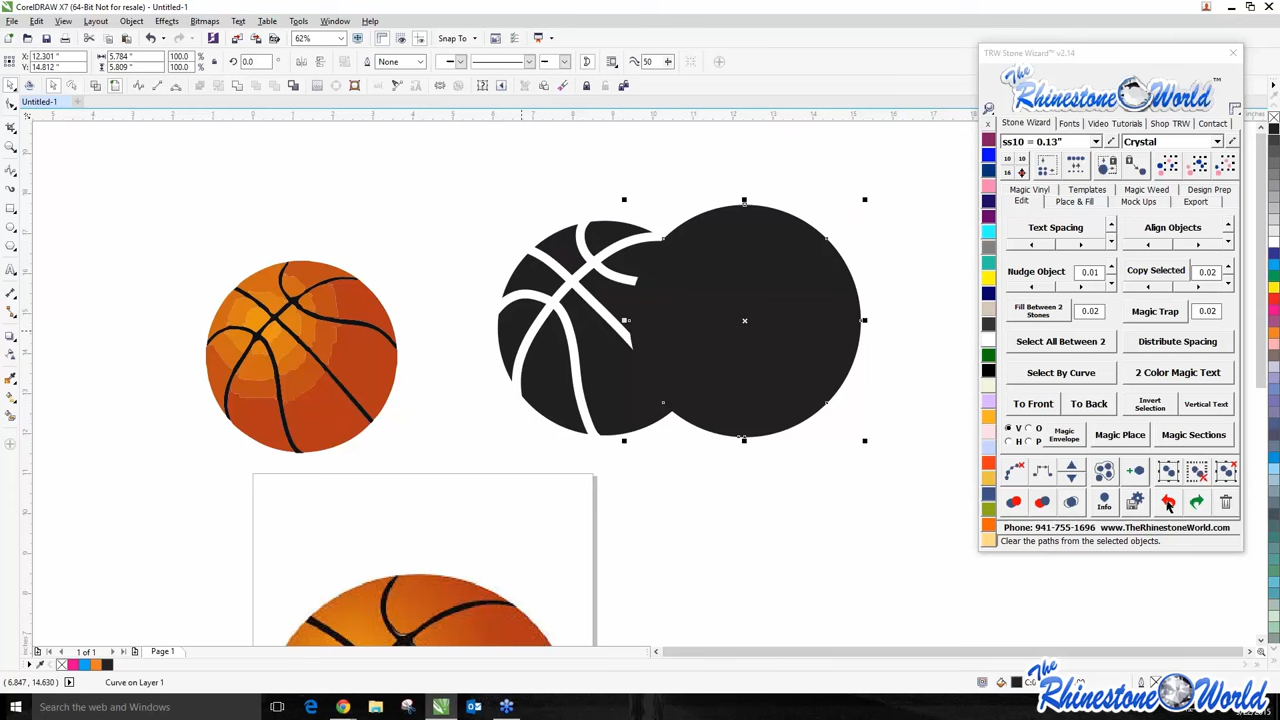 CorelDRAW X7 (64-Bit Not for resale) - Untitled-1
File Edit View Layout Object Effects Bitmaps Text Table Tools Window Help
62% Snap To
X: 12.301 " 5.784 " 100.0 %
Y: 14.812 " 5.809 " 100.0 %
0.0 None 50
Untitled-1
TRW Stone Wizard™ v2.14
The Rhinestone World™
Stone Wizard Fonts Video Tutorials Shop TRW Contact
ss10 = 0.13" Crystal
10 10
16
Magic Vinyl Templates Magic Weed Design Prep
Edit Place & Fill Mock Ups Export
Text Spacing Align Objects
Nudge Object 0.01 Copy Selected 0.02
Fill Between 2 Stones 0.02 Magic Trap 0.02
Select All Between 2 Distribute Spacing
Select By Curve 2 Color Magic Text
To Front To Back Invert Selection Vertical Text
V O H P Magic Envelope Magic Place Magic Sections
Info
Phone: 941-755-1696 www.TheRhinestoneWorld.com
Clear the paths from the selected objects.
1 of 1 Page 1
(6.847, 14.630) Curve on Layer 1
Search the web and Windows
The Rhinestone World